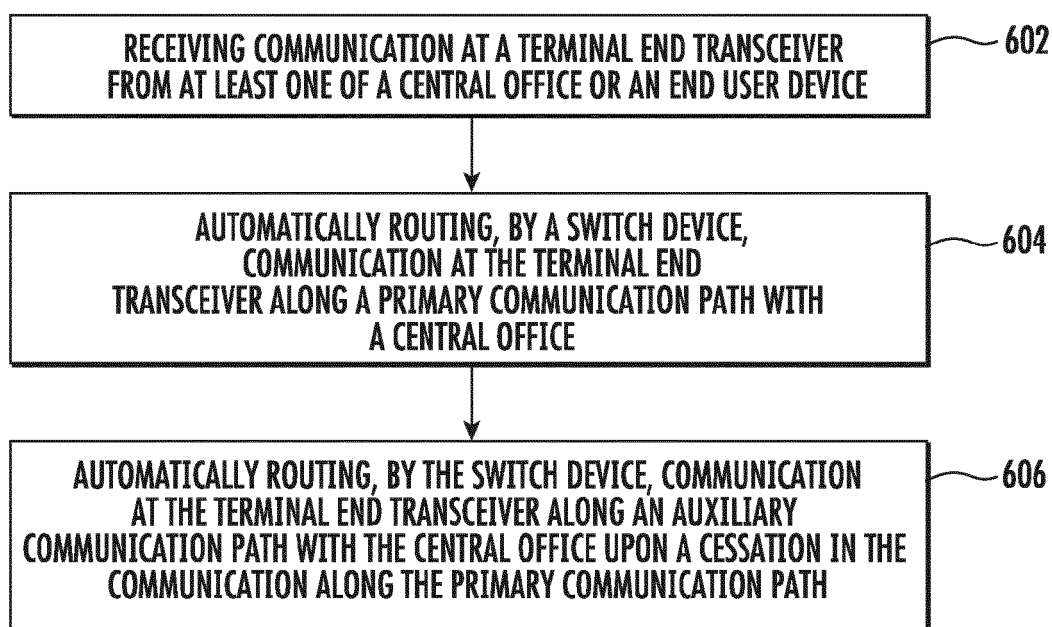 RECEIVING COMMUNICATION AT A TERMINAL END TRANSCEIVER
FROM AT LEAST ONE OF A CENTRAL OFFICE OR AN END USER DEVICE
602
AUTOMATICALLY ROUTING, BY A SWITCH DEVICE,
COMMUNICATION AT THE TERMINAL END
TRANSCEIVER ALONG A PRIMARY COMMUNICATION PATH WITH
A CENTRAL OFFICE
604
AUTOMATICALLY ROUTING, BY THE SWITCH DEVICE, COMMUNICATION
AT THE TERMINAL END TRANSCEIVER ALONG AN AUXILIARY
COMMUNICATION PATH WITH THE CENTRAL OFFICE UPON A CESSATION IN THE
COMMUNICATION ALONG THE PRIMARY COMMUNICATION PATH
606